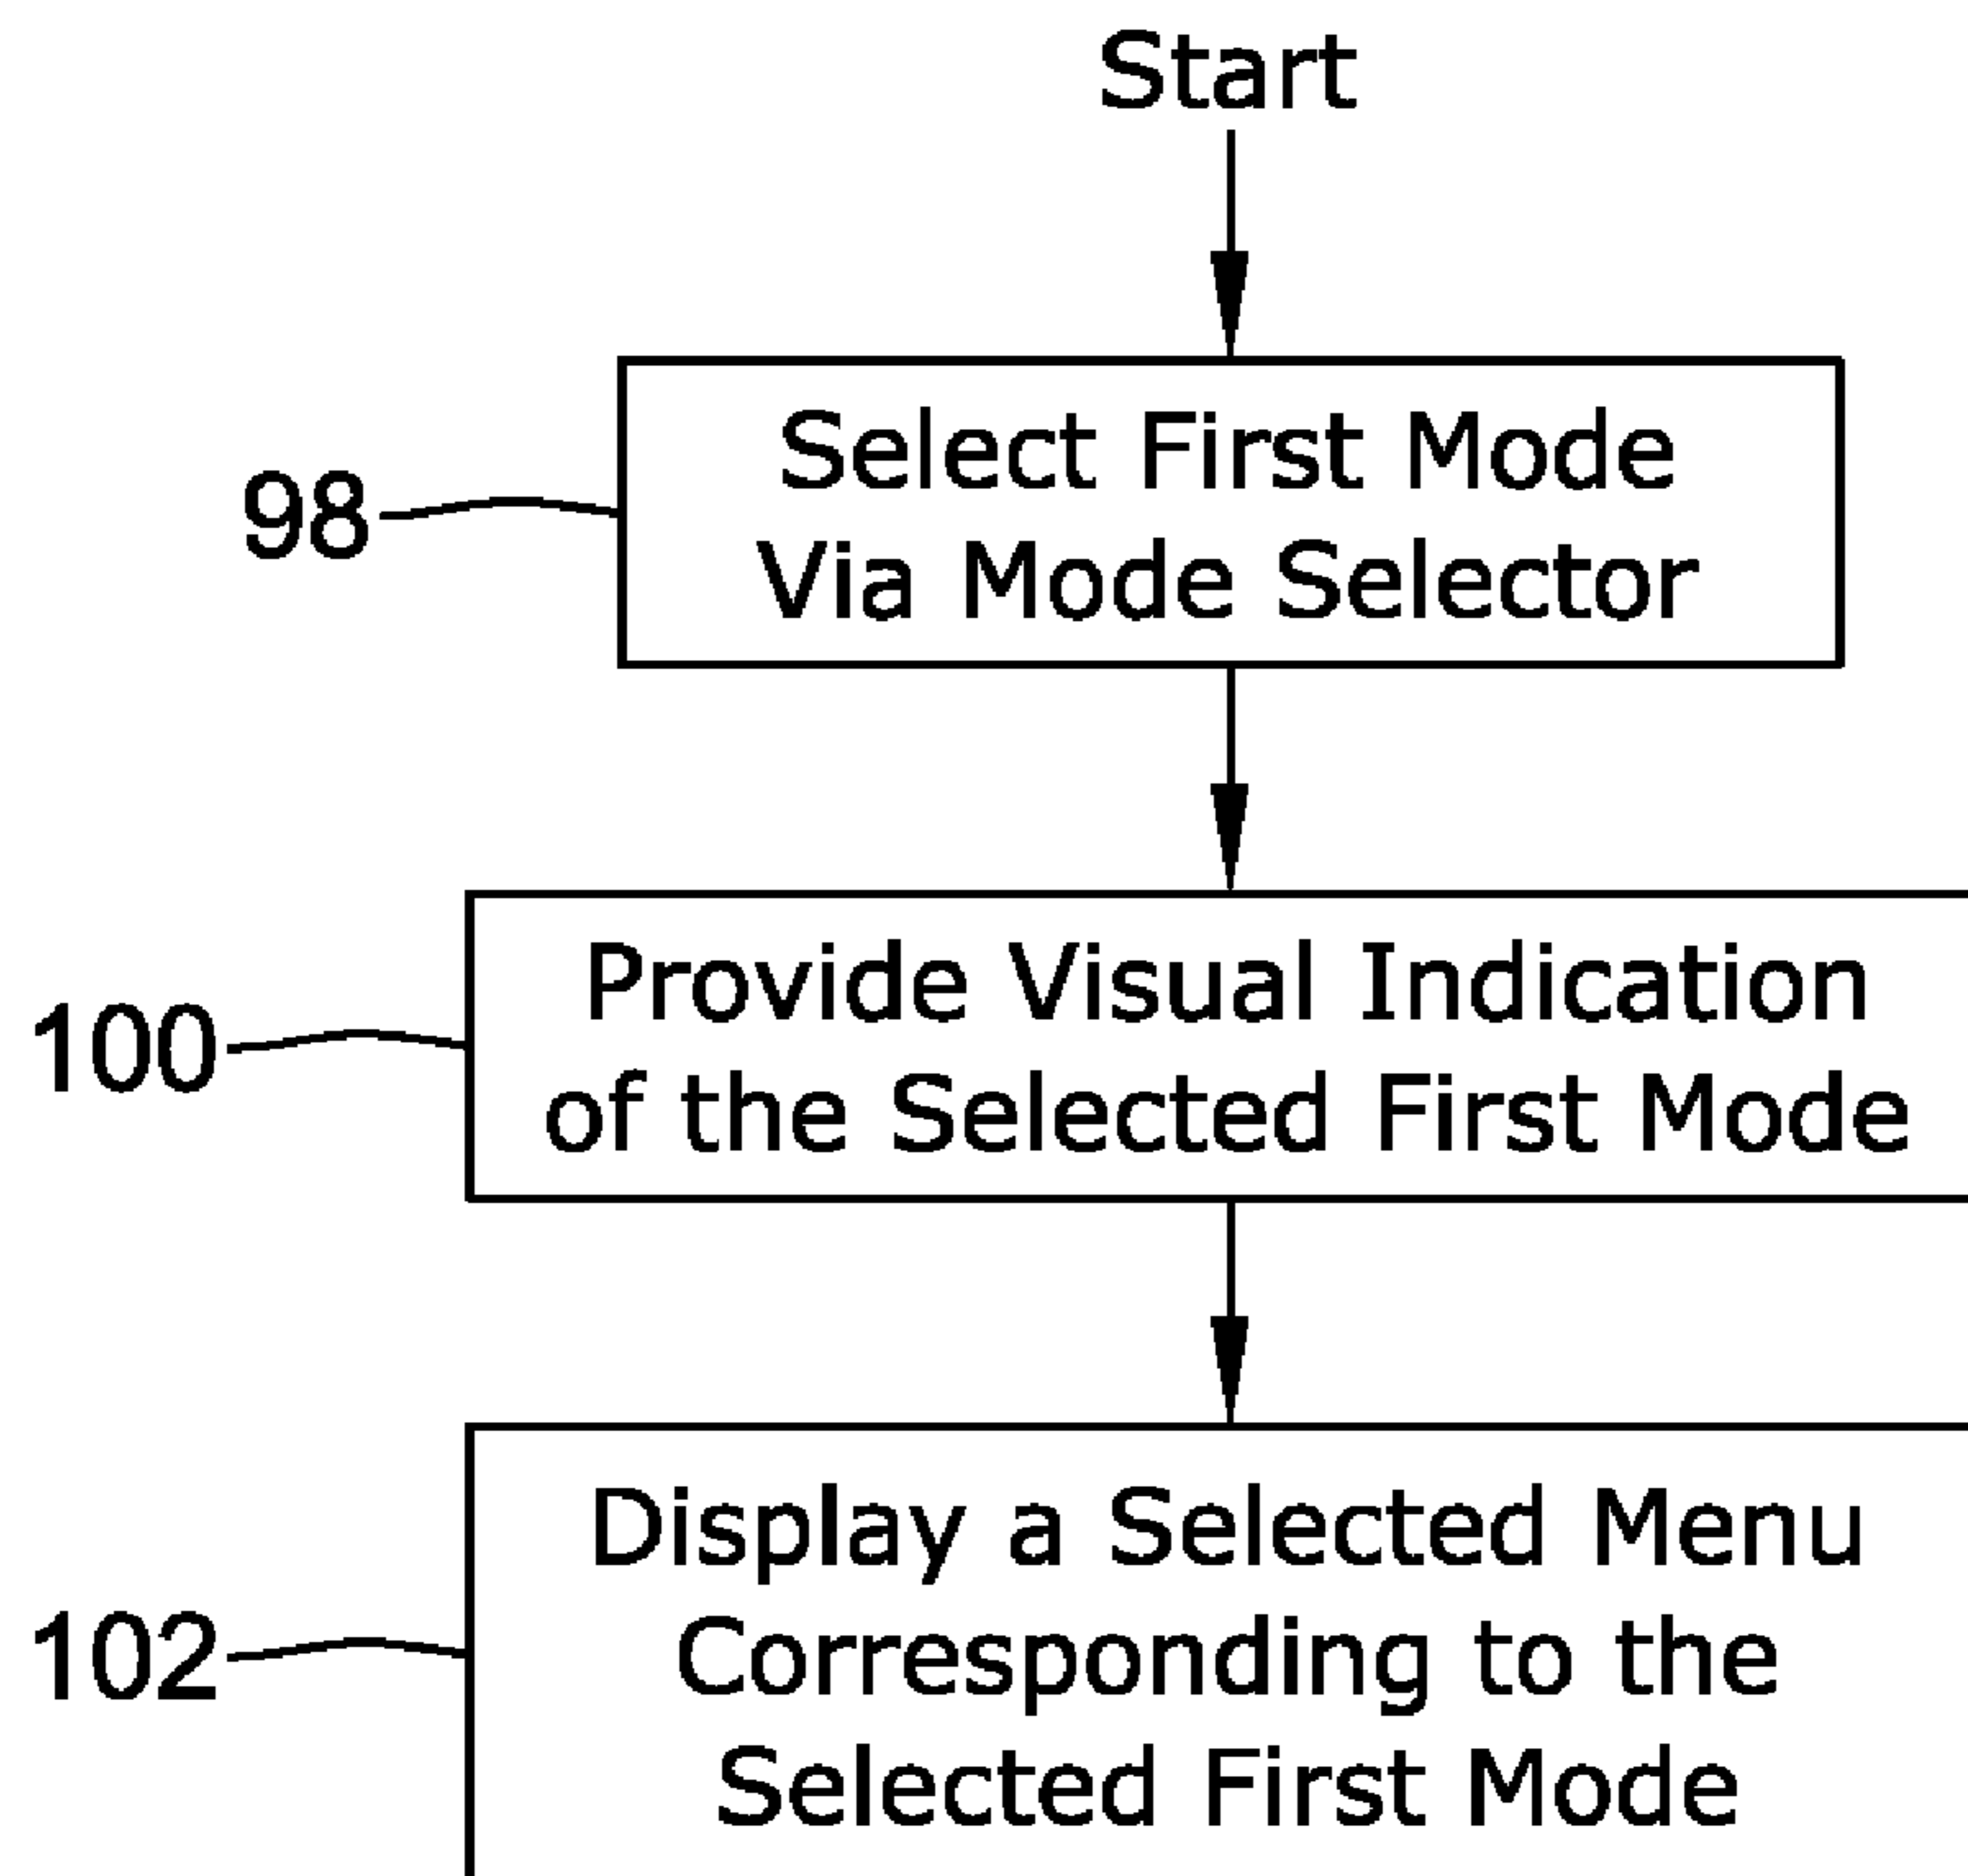 Start
98
Select First Mode
Via Mode Selector
100
Provide Visual Indication
of the Selected First Mode
102
Display a Selected Menu
Corresponding to the
Selected First Mode